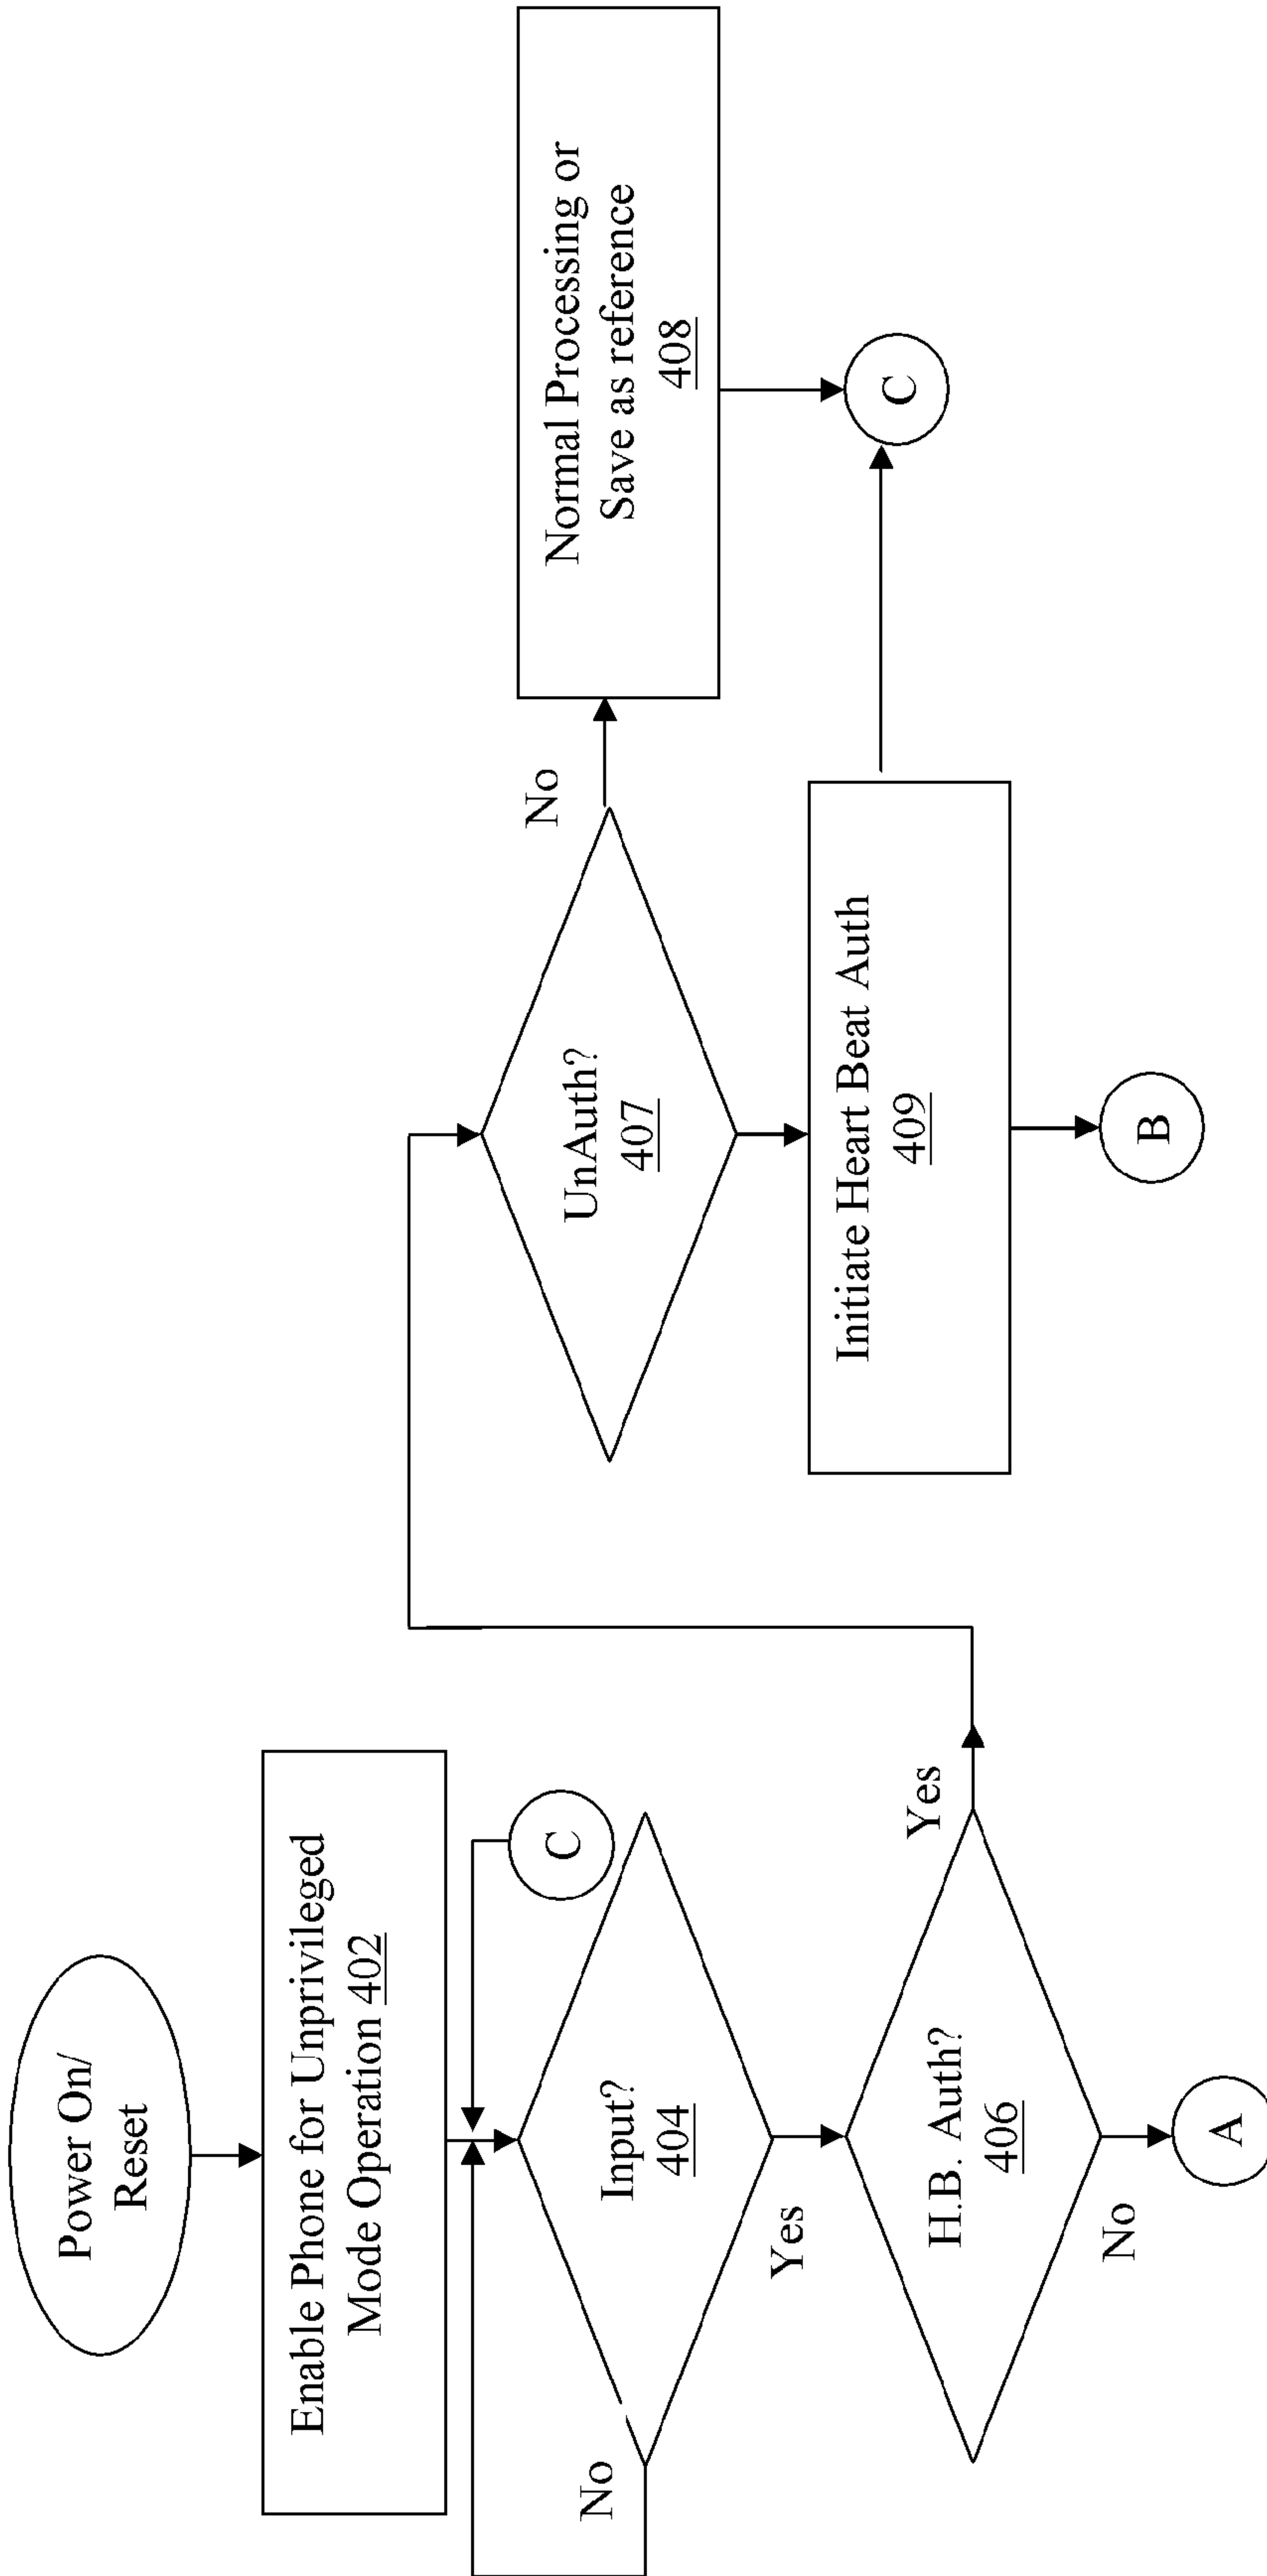 Power On/
Reset
Enable Phone for Unprivileged
Mode Operation 402
C
Input?
404
No
Yes
H.B. Auth?
406
Yes
No
A
UnAuth?
407
No
Normal Processing or
Save as reference
408
C
Initiate Heart Beat Auth
409
B